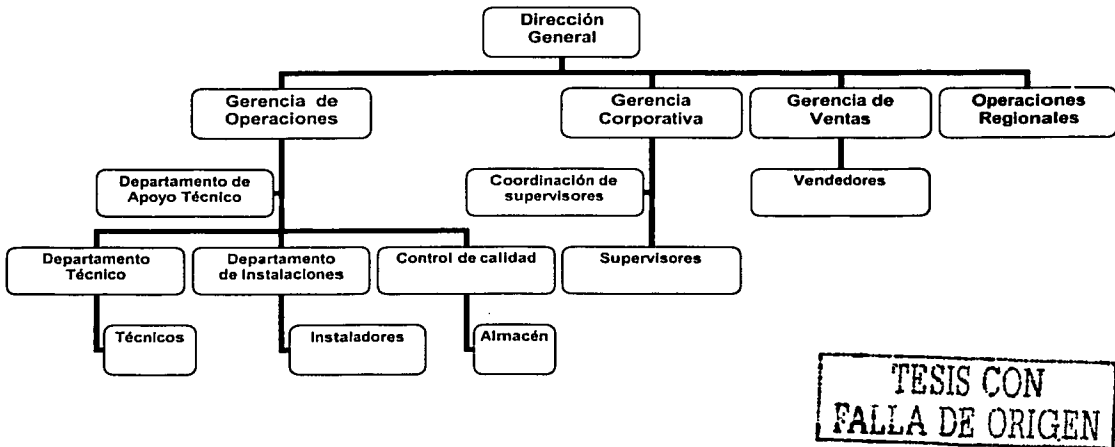 Dirección
General
Gerencia de
Operaciones
Gerencia
Corporativa
Gerencia de
Ventas
Operaciones
Regionales
Departamento de
Apoyo Técnico
Coordinación de
supervisores
Vendedores
Departamento
Técnico
Departamento
de Instalaciones
Control de calidad
Supervisores
Técnicos
Instaladores
Almacén
TESIS CON
FALLA DE ORIGEN